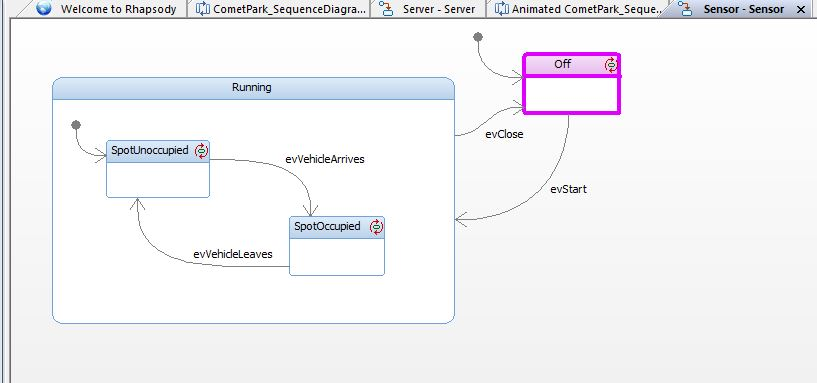 Welcome to Rhapsody
CometPark_SequenceDiagra...
Server - Server
Animated CometPark_Seque...
Sensor - Sensor
Off
Running
evClose
SpotUnoccupied
evVehicleArrives
evStart
SpotOccupied
evVehicleLeaves